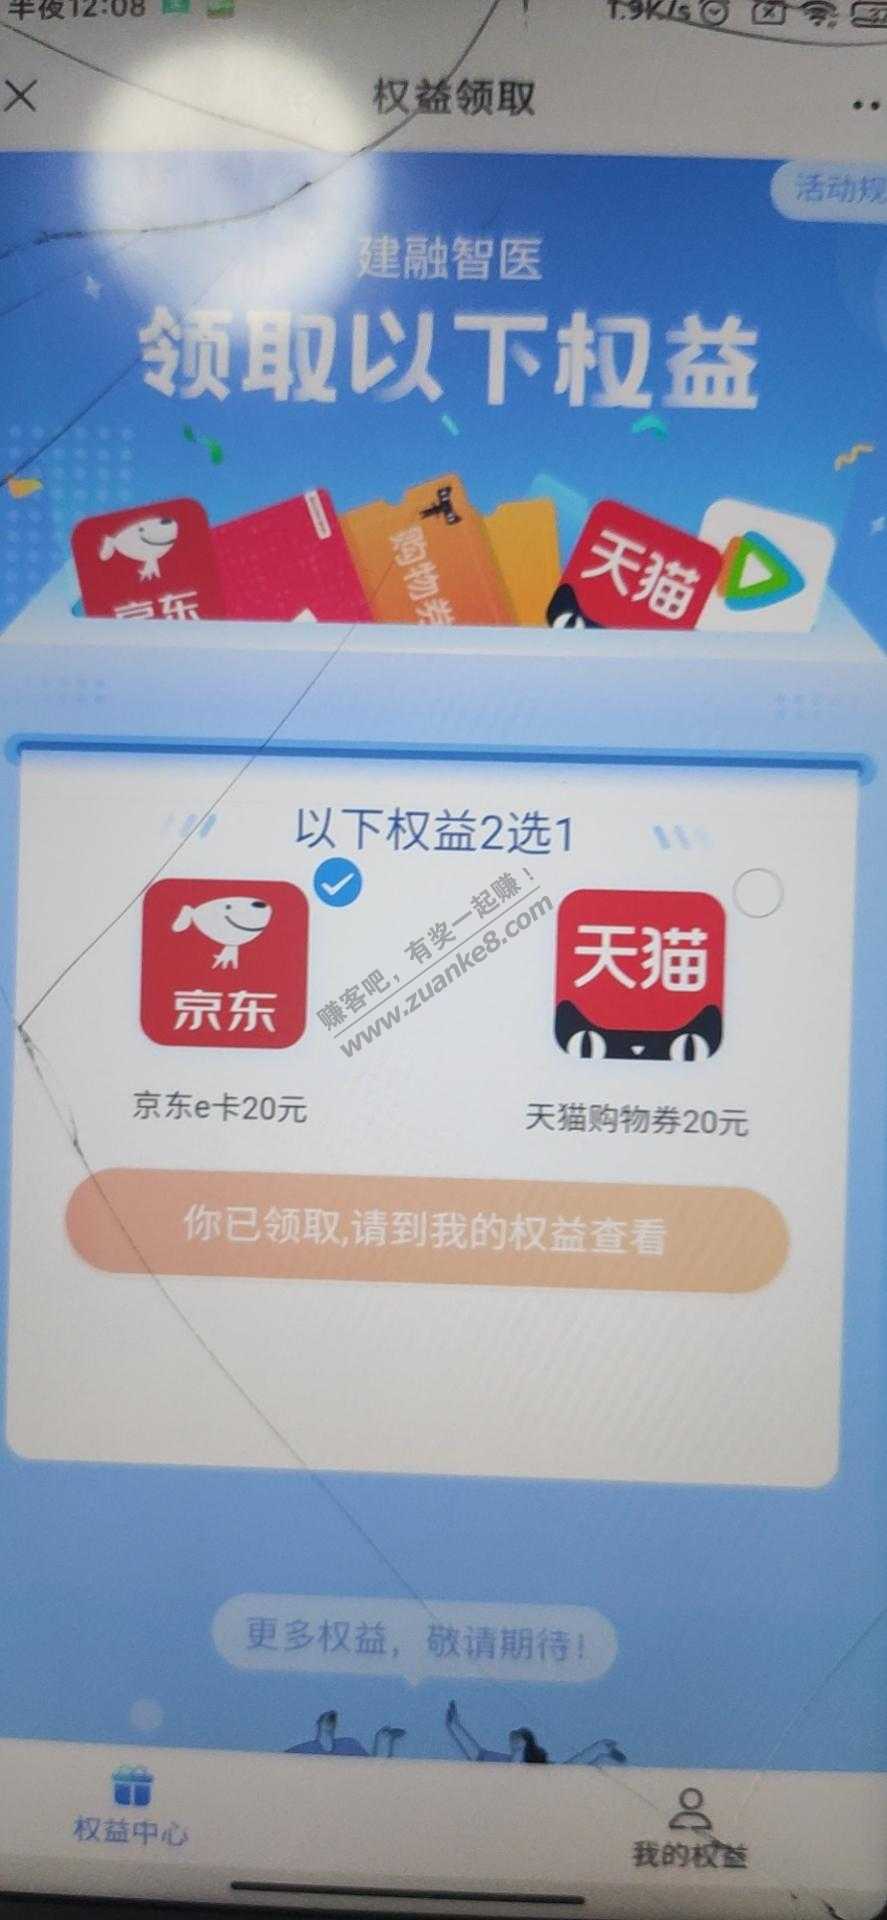 半夜12:08 1.9K/s
权益领取
活动规
建融智医
领取以下权益
京东
购物券
天猫
以下权益2选1
京东
天猫
赚客吧，有奖一起赚！
www.zuanke8.com
京东e卡20元
天猫购物券20元
你已领取,请到我的权益查看
更多权益，敬请期待！
权益中心
我的权益